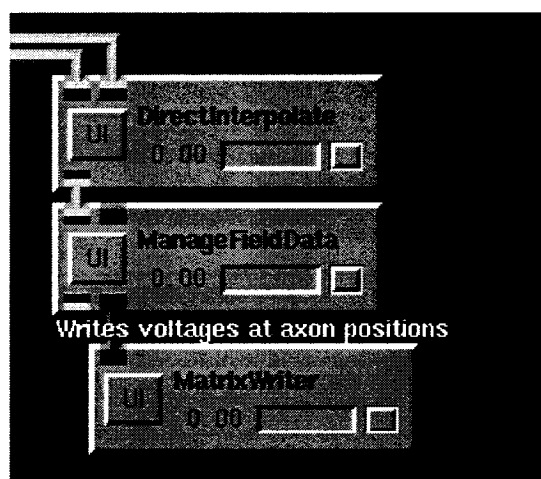 DirectInterpolate
UI
0.00
ManageFieldData
UI
0.00
Writes voltages at axon positions
MatrixWriter
UI
0.00